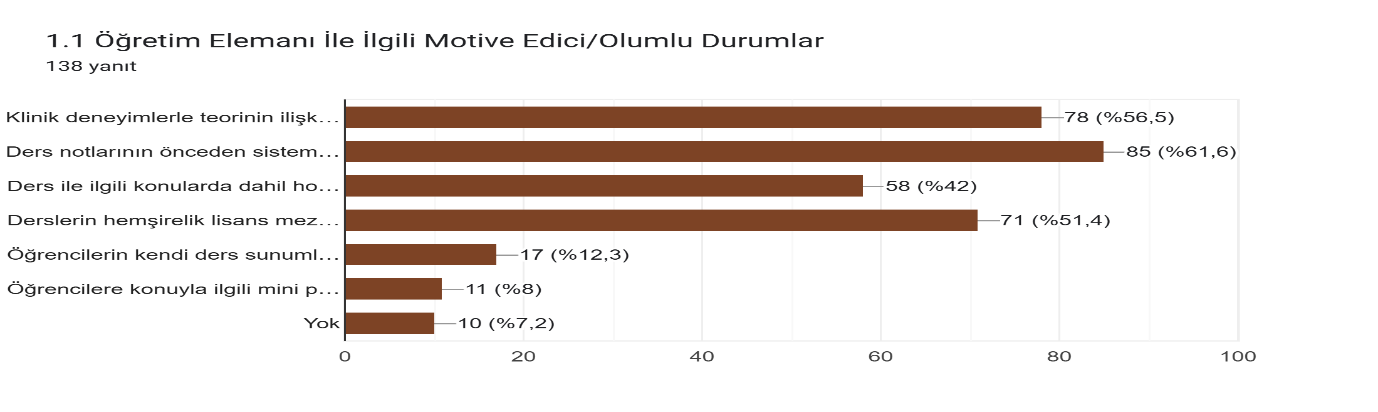 1.1 Öğretim Elemanı İle İlgili Motive Edici/Olumlu Durumlar
138 yanıt
Klinik deneyimlerle teorinin ilişk... 78 (%56,5)
Ders notlarının önceden sistem... 85 (%61,6)
Ders ile ilgili konularda dahil ho... 58 (%42)
Derslerin hemşirelik lisans mez... 71 (%51,4)
Öğrencilerin kendi ders sunuml... 17 (%12,3)
Öğrencilere konuyla ilgili mini p... 11 (%8)
Yok 10 (%7,2)
0 20 40 60 80 100